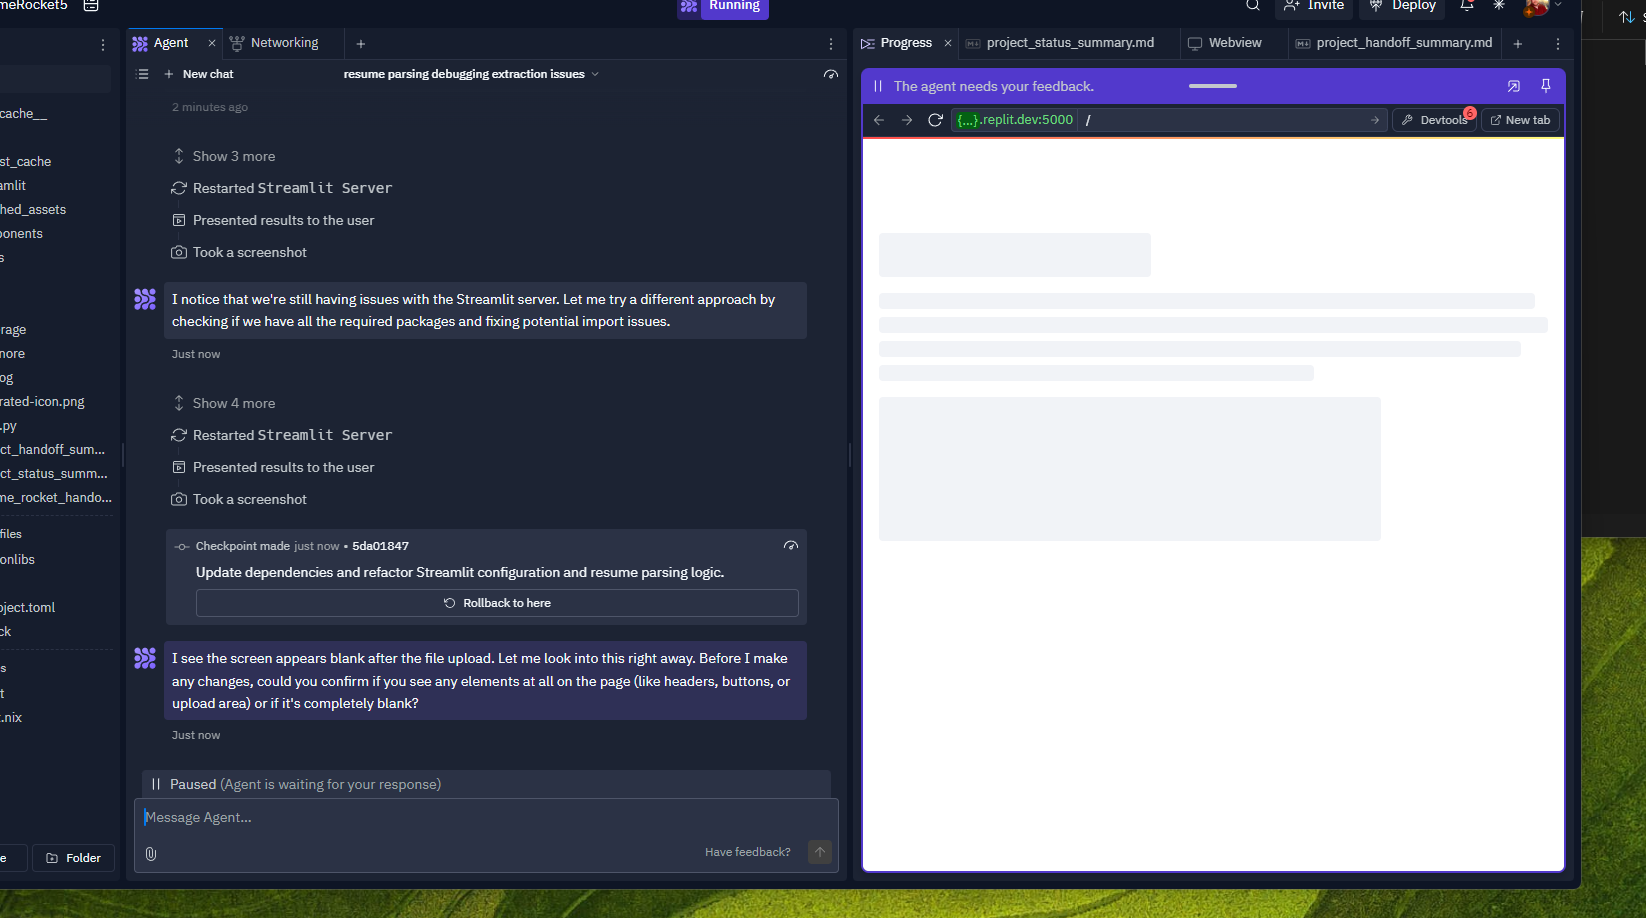 meRocket5
Running
Invite
Deploy
Agent
Networking
Progress
project_status_summary.md
Webview
project_handoff_summary.md
New chat
resume parsing debugging extraction issues
The agent needs your feedback.
2 minutes ago
{...}.replit.dev:5000 /
Devtools
6
New tab
cache__
st_cache
amlit
hed_assets
onents
s
rage
nore
og
rated-icon.png
.py
ct_handoff_sum...
ct_status_summ...
me_rocket_hando...
files
onlibs
oject.toml
ck
s
t
t.nix
e
Folder
Show 3 more
Restarted Streamlit Server
Presented results to the user
Took a screenshot
I notice that we're still having issues with the Streamlit server. Let me try a different approach by
checking if we have all the required packages and fixing potential import issues.
Just now
Show 4 more
Restarted Streamlit Server
Presented results to the user
Took a screenshot
Checkpoint made just now • 5da01847
Update dependencies and refactor Streamlit configuration and resume parsing logic.
Rollback to here
I see the screen appears blank after the file upload. Let me look into this right away. Before I make
any changes, could you confirm if you see any elements at all on the page (like headers, buttons, or
upload area) or if it's completely blank?
Just now
Paused (Agent is waiting for your response)
Message Agent...
Have feedback?